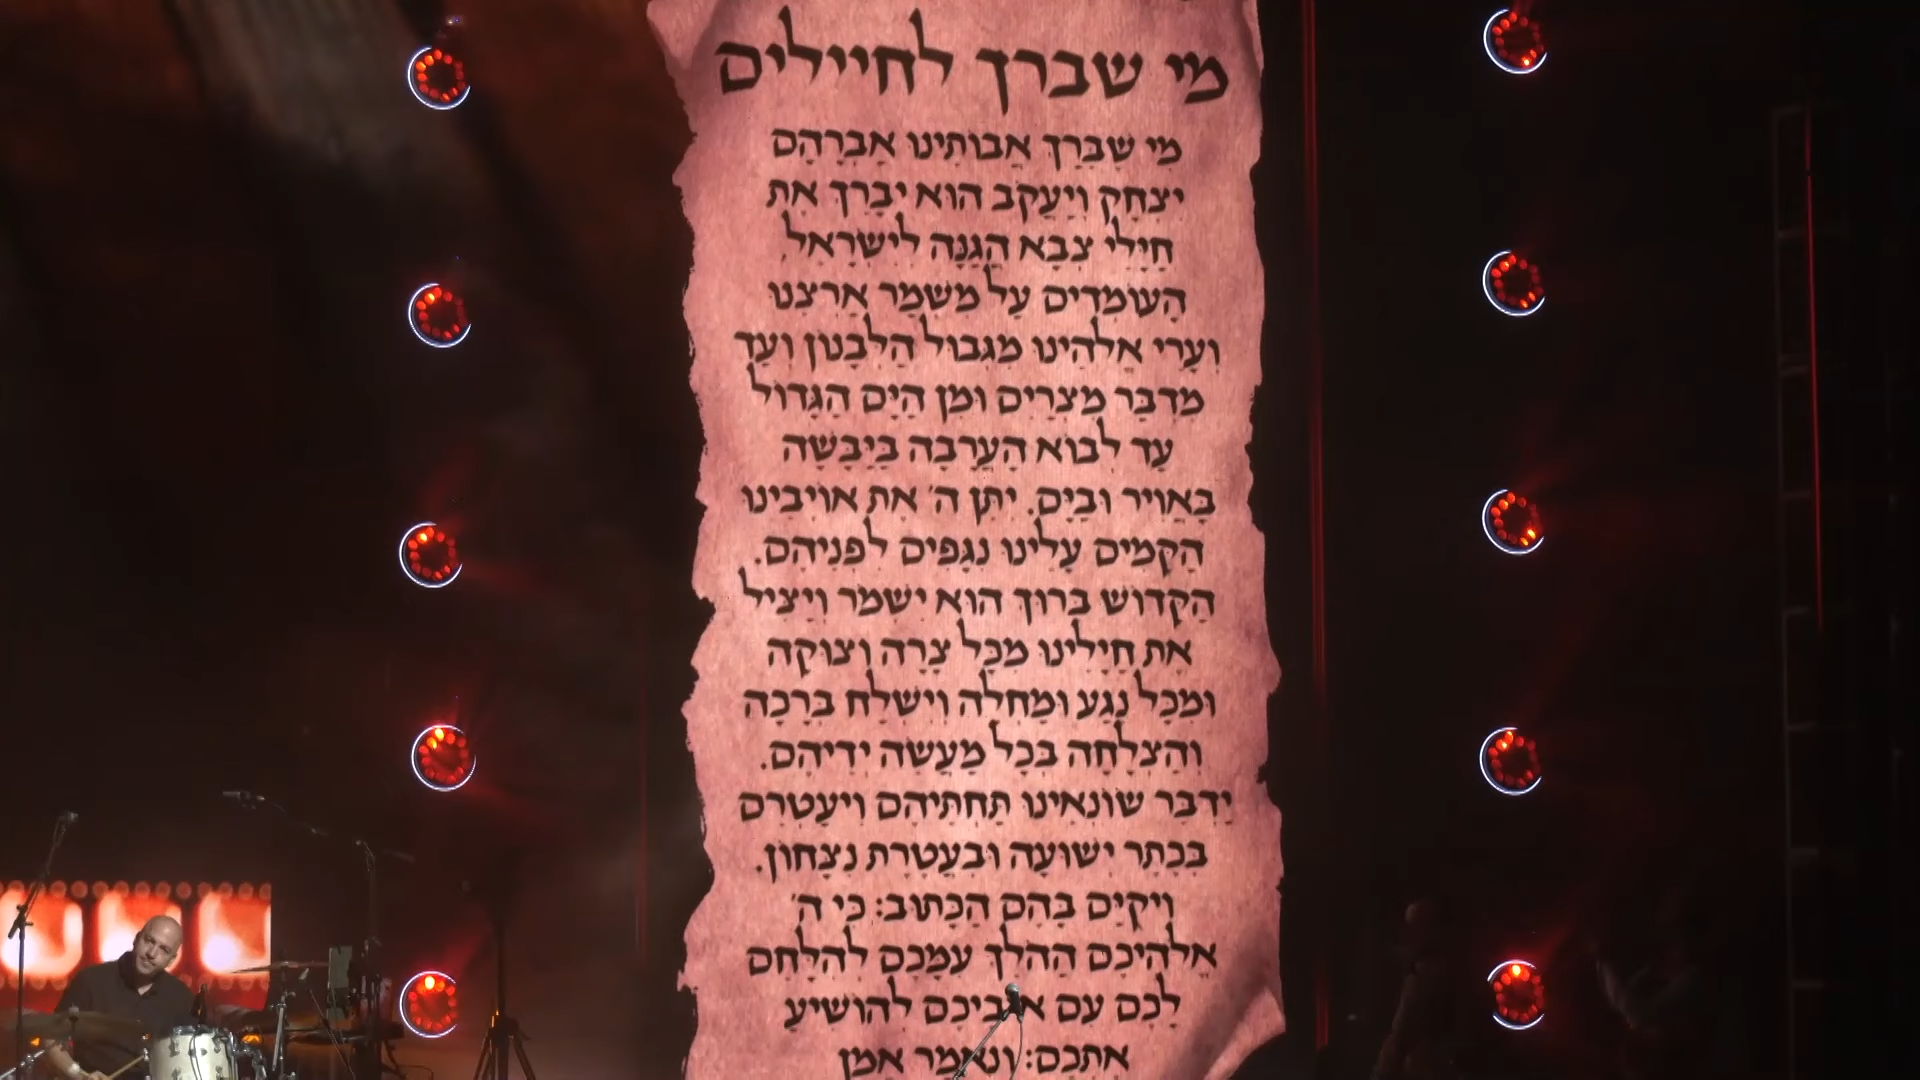 מי שברך לחיילים
מִי שֶׁבֵּרַךְ אֲבוֹתֵינוּ אַבְרָהָם
יִצְחָק וְיַעֲקֹב הוּא יְבָרֵךְ אֶת
חַיָּלֵי צְבָא הֲגַנָּה לְיִשְׂרָאֵל,
הָעוֹמְדִים עַל מִשְׁמַר אַרְצֵנוּ
וְעָרֵי אֱלֹהֵינוּ מִגְּבוּל הַלְּבָנוֹן וְעַד
מִדְבַּר מִצְרַיִם וּמִן הַיָּם הַגָּדוֹל
עַד לְבוֹא הָעֲרָבָה בַּיַּבָּשָׁה
בָּאֲוִיר וּבַיָּם. יִתֵּן ה' אֶת אוֹיְבֵינוּ
הַקָּמִים עָלֵינוּ נִגָּפִים לִפְנֵיהֶם.
הַקָּדוֹשׁ בָּרוּךְ הוּא יִשְׁמֹר וְיַצִּיל
אֶת חַיָּלֵינוּ מִכָּל צָרָה וְצוּקָה
וּמִכָּל נֶגַע וּמַחֲלָה וְיִשְׁלַח בְּרָכָה
וְהַצְלָחָה בְּכָל מַעֲשֵׂה יְדֵיהֶם.
יַדְבֵּר שׂוֹנְאֵינוּ תַּחְתֵּיהֶם וִיעַטְּרֵם
בְּכֶתֶר יְשׁוּעָה וּבַעֲטֶרֶת נִצָּחוֹן.
וִיקֻיַּם בָּהֶם הַכָּתוּב: כִּי ה'
אֱלֹהֵיכֶם הַהֹלֵךְ עִמָּכֶם לְהִלָּחֵם
לָכֶם עִם אֹיְבֵיכֶם לְהוֹשִׁיעַ
אֶתְכֶם: וְנֹאמַר אָמֵן